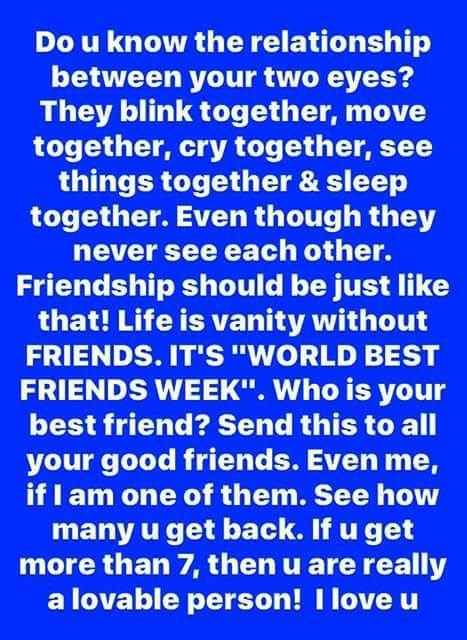 Do u know the relationship
between your two eyes?
They blink together, move
together, cry together, see
things together & sleep
together. Even though they
never see each other.
Friendship should be just like
that! Life is vanity without
FRIENDS. IT'S "WORLD BEST
FRIENDS WEEK". Who is your
best friend? Send this to all
your good friends. Even me,
if I am one of them. See how
many u get back. If u get
more than 7, then u are really
a lovable person!  I love u